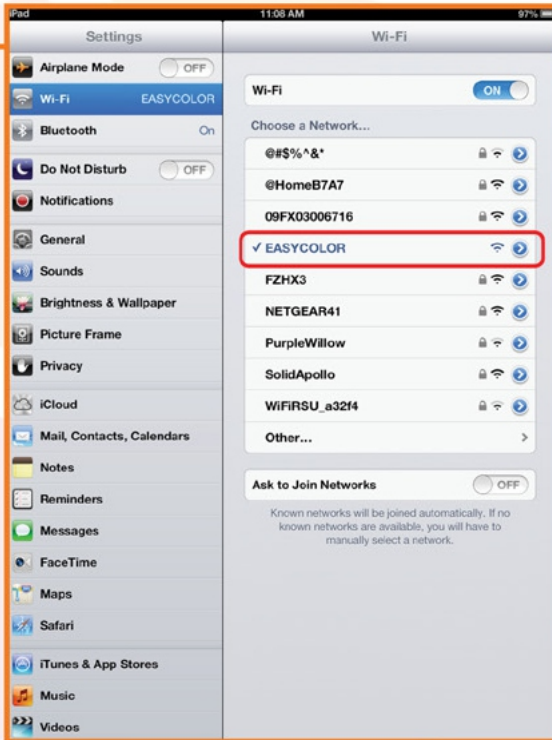 iPad 11:08 AM 97%
Settings
Airplane Mode OFF
Wi-Fi EASYCOLOR
Bluetooth On
Do Not Disturb OFF
Notifications
General
Sounds
Brightness & Wallpaper
Picture Frame
Privacy
iCloud
Mail, Contacts, Calendars
Notes
Reminders
Messages
FaceTime
Maps
Safari
iTunes & App Stores
Music
Videos
Wi-Fi
Wi-Fi ON
Choose a Network...
@#$%^&*
@HomeB7A7
09FX03006716
✓ EASYCOLOR
FZHX3
NETGEAR41
PurpleWillow
SolidApollo
WiFiRSU_a32f4
Other...
Ask to Join Networks OFF
Known networks will be joined automatically. If no
known networks are available, you will have to
manually select a network.